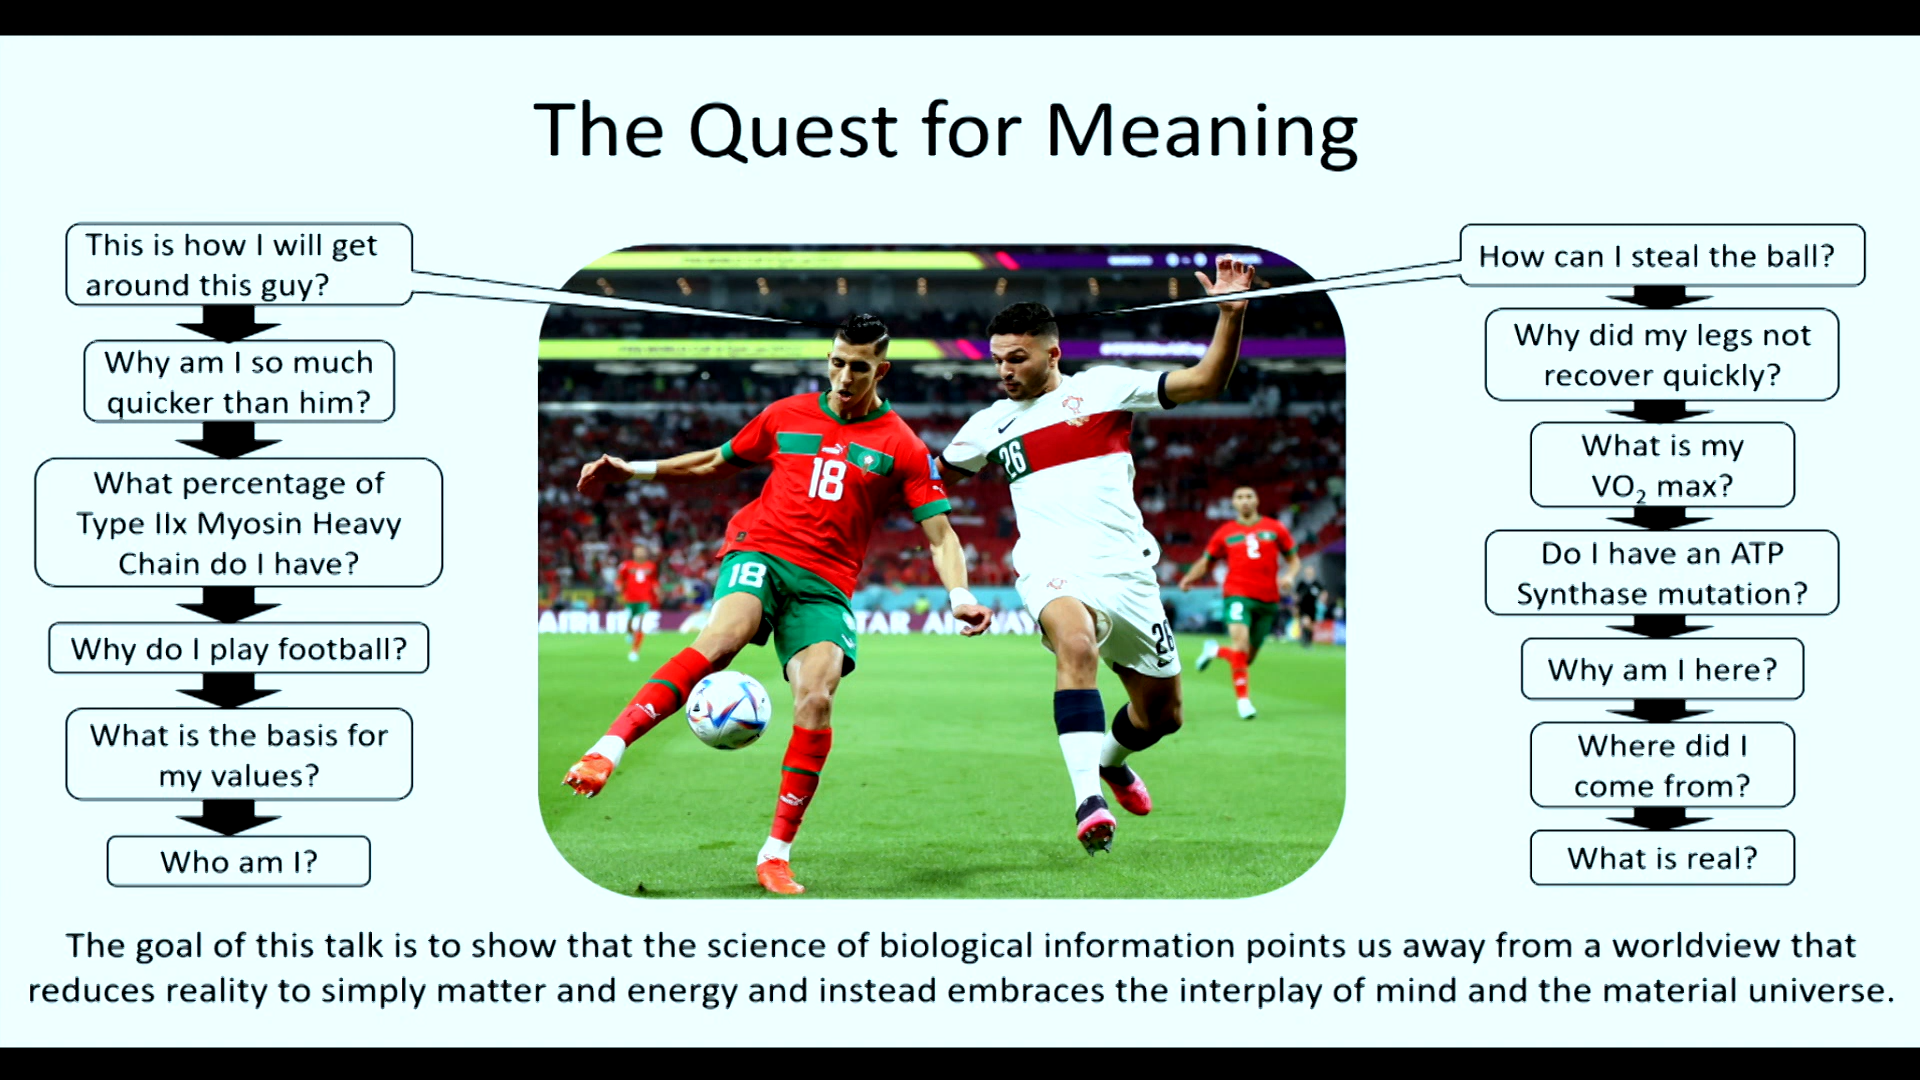 The Quest for Meaning
This is how I will get
around this guy?
Why am I so much
quicker than him?
What percentage of
Type IIx Myosin Heavy
Chain do I have?
Why do I play football?
What is the basis for
my values?
Who am I?
How can I steal the ball?
Why did my legs not
recover quickly?
What is my
VO₂ max?
Do I have an ATP
Synthase mutation?
Why am I here?
Where did I
come from?
What is real?
18
18
26
26
2
2
AIRLINE
TAR AIRWAY
The goal of this talk is to show that the science of biological information points us away from a worldview that
reduces reality to simply matter and energy and instead embraces the interplay of mind and the material universe.